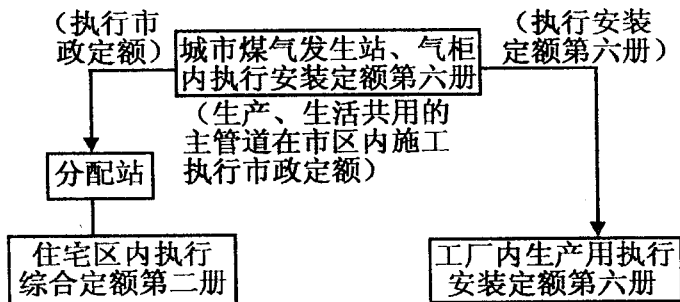 （执行市
政定额）
城市煤气发生站、气柜
内执行安装定额第六册
（执行安装
定额第六册）
（生产、生活共用的
主管道在市区内施工
执行市政定额）
分配站
住宅区内执行
综合定额第二册
工厂内生产用执行
安装定额第六册